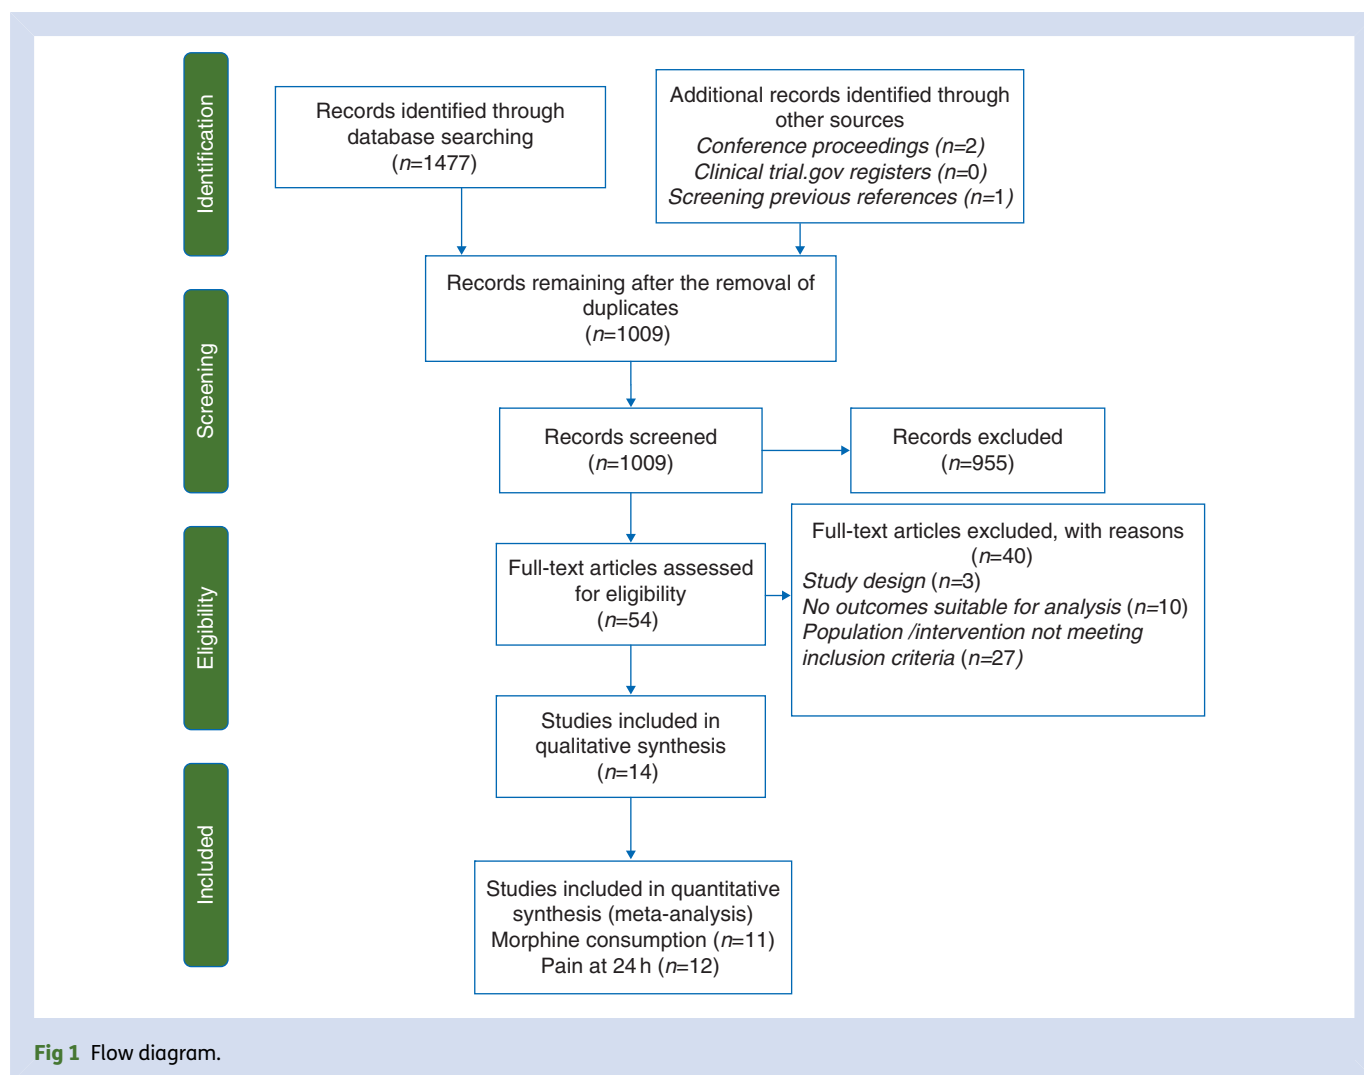 Identification
Records identified through
database searching
(n=1477)
Additional records identified through
other sources
Conference proceedings (n=2)
Clinical trial.gov registers (n=0)
Screening previous references (n=1)
Records remaining after the removal of
duplicates
(n=1009)
Screening
Records screened
(n=1009)
Records excluded
(n=955)
Eligibility
Full-text articles assessed
for eligibility
(n=54)
Full-text articles excluded, with reasons
(n=40)
Study design (n=3)
No outcomes suitable for analysis (n=10)
Population /intervention not meeting
inclusion criteria (n=27)
Studies included in
qualitative synthesis
(n=14)
Included
Studies included in quantitative
synthesis (meta-analysis)
Morphine consumption (n=11)
Pain at 24 h (n=12)
Fig 1 Flow diagram.